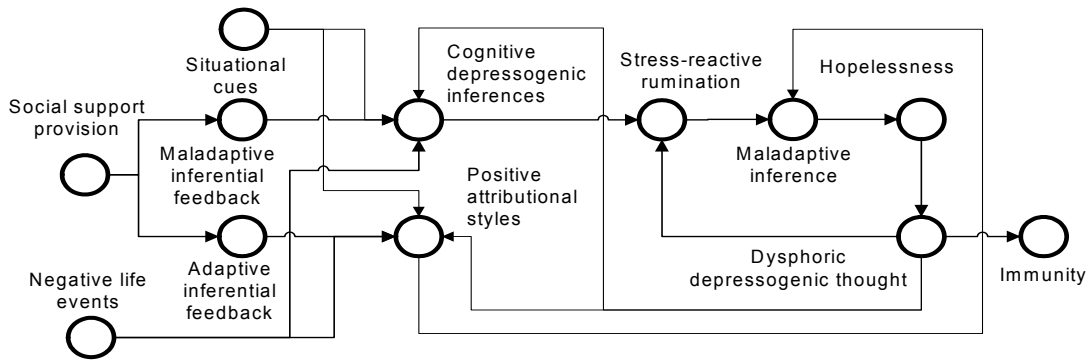 Situational
cues
Cognitive
depressogenic
inferences
Stress-reactive
rumination
Hopelessness
Social support
provision
Maladaptive
inferential
feedback
Positive
attributional
styles
Maladaptive
inference
Negative life
events
Adaptive
inferential
feedback
Dysphoric
depressogenic thought
Immunity